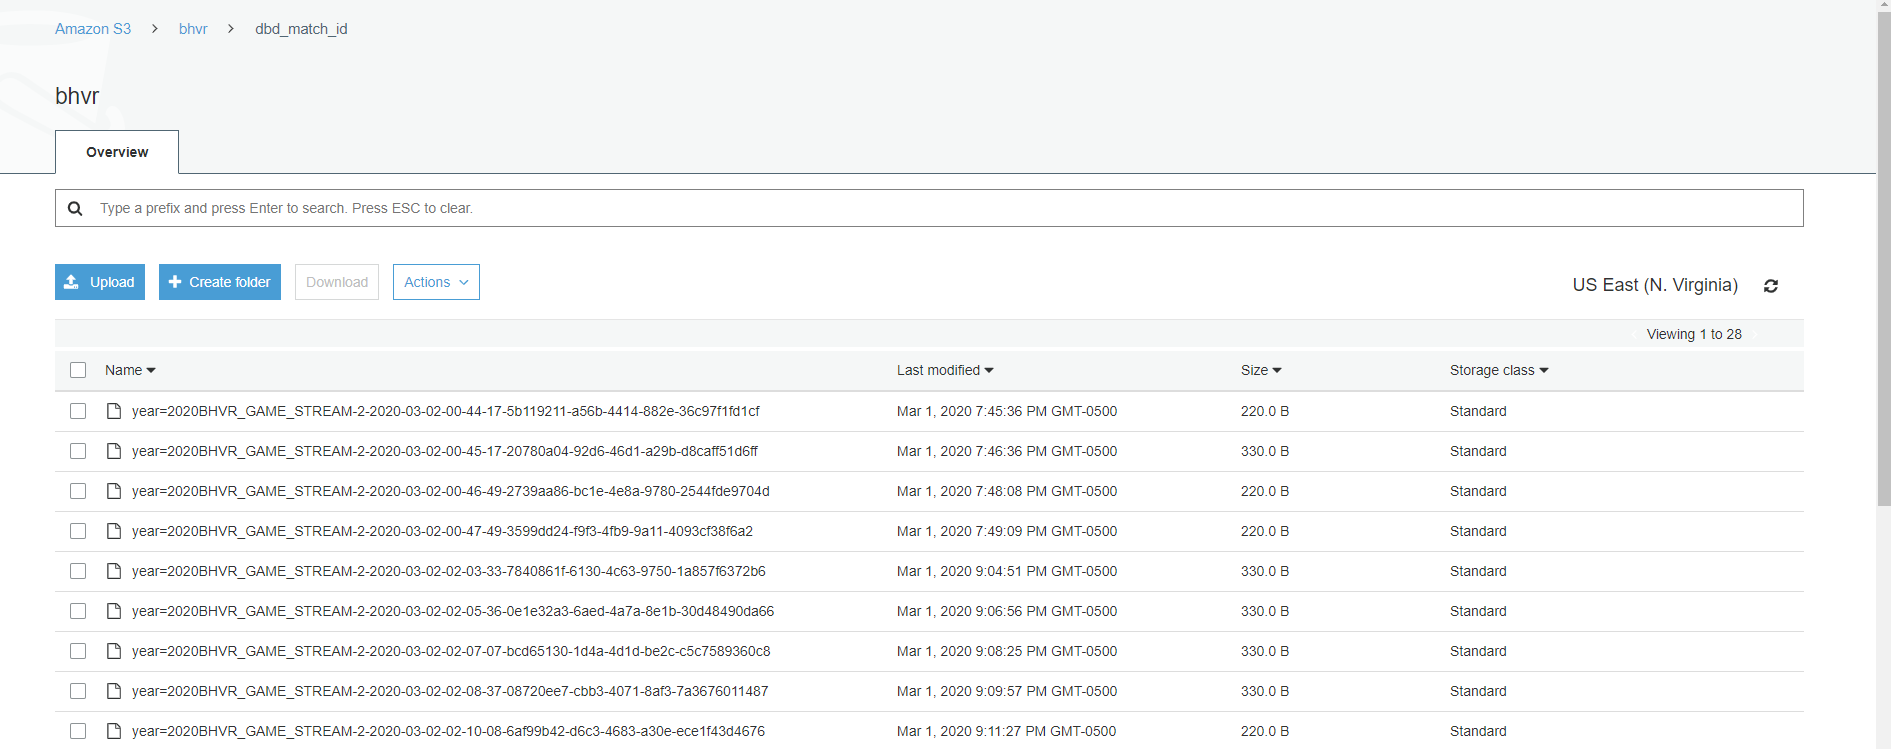 Amazon S3 > bhvr > dbd_match_id
bhvr
Overview
Type a prefix and press Enter to search. Press ESC to clear.
Upload Create folder Download Actions US East (N. Virginia)
Viewing 1 to 28
Name Last modified Size Storage class
year=2020BHVR_GAME_STREAM-2-2020-03-02-00-44-17-5b119211-a56b-4414-882e-36c97f1fd1cf Mar 1, 2020 7:45:36 PM GMT-0500 220.0 B Standard
year=2020BHVR_GAME_STREAM-2-2020-03-02-00-45-17-20780a04-92d6-46d1-a29b-d8caff51d6ff Mar 1, 2020 7:46:36 PM GMT-0500 330.0 B Standard
year=2020BHVR_GAME_STREAM-2-2020-03-02-00-46-49-2739aa86-bc1e-4e8a-9780-2544fde9704d Mar 1, 2020 7:48:08 PM GMT-0500 220.0 B Standard
year=2020BHVR_GAME_STREAM-2-2020-03-02-00-47-49-3599dd24-f9f3-4fb9-9a11-4093cf38f6a2 Mar 1, 2020 7:49:09 PM GMT-0500 220.0 B Standard
year=2020BHVR_GAME_STREAM-2-2020-03-02-02-03-33-7840861f-6130-4c63-9750-1a857f6372b6 Mar 1, 2020 9:04:51 PM GMT-0500 330.0 B Standard
year=2020BHVR_GAME_STREAM-2-2020-03-02-02-05-36-0e1e32a3-6aed-4a7a-8e1b-30d48490da66 Mar 1, 2020 9:06:56 PM GMT-0500 330.0 B Standard
year=2020BHVR_GAME_STREAM-2-2020-03-02-02-07-07-bcd65130-1d4a-4d1d-be2c-c5c7589360c8 Mar 1, 2020 9:08:25 PM GMT-0500 330.0 B Standard
year=2020BHVR_GAME_STREAM-2-2020-03-02-02-08-37-08720ee7-cbb3-4071-8af3-7a3676011487 Mar 1, 2020 9:09:57 PM GMT-0500 330.0 B Standard
year=2020BHVR_GAME_STREAM-2-2020-03-02-02-10-08-6af99b42-d6c3-4683-a30e-ece1f43d4676 Mar 1, 2020 9:11:27 PM GMT-0500 220.0 B Standard